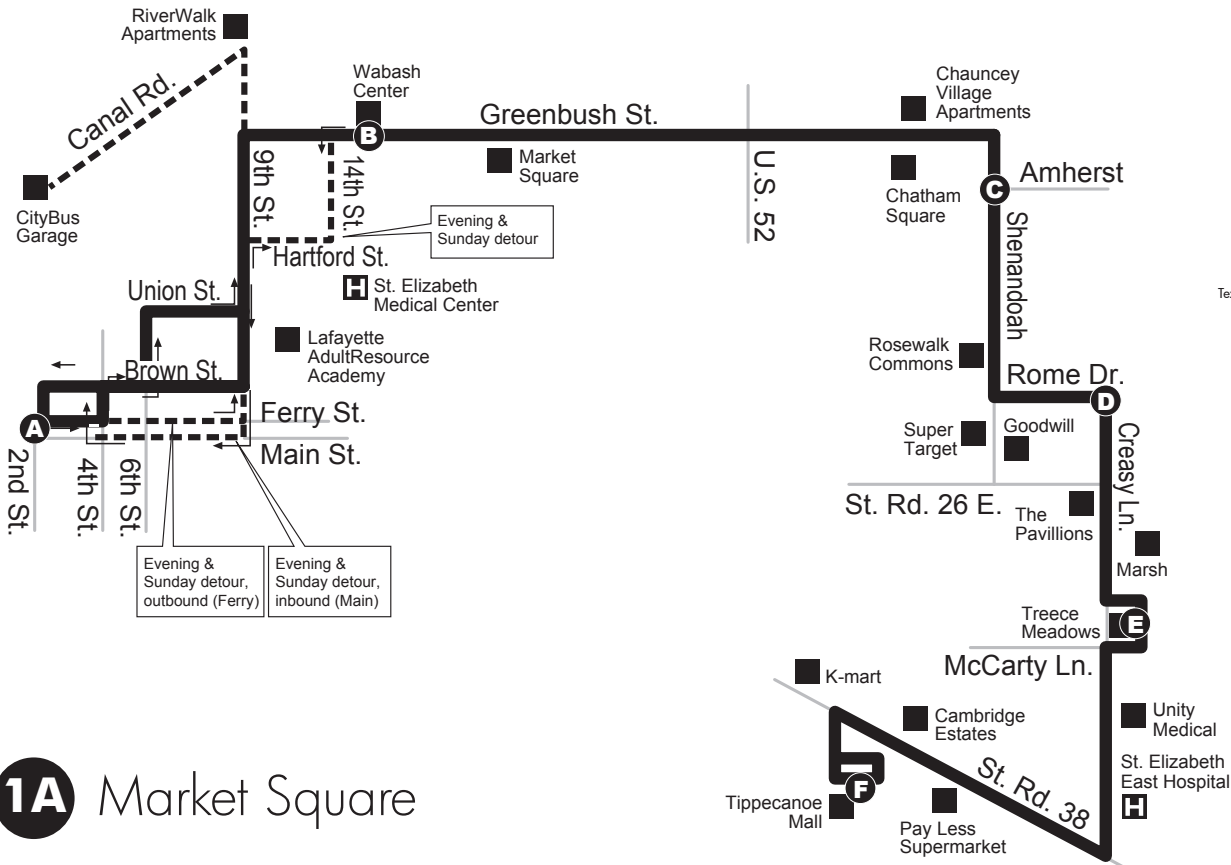 RiverWalk
Apartments
Canal Rd.
CityBus
Garage
Wabash
Center
B
Greenbush St.
Market
Square
9th St.
14th St.
Evening &
Sunday detour
Hartford St.
H
St. Elizabeth
Medical Center
Union St.
Lafayette
AdultResource
Academy
Brown St.
Ferry St.
Main St.
A
2nd St.
4th St.
6th St.
Evening &
Sunday detour,
outbound (Ferry)
Evening &
Sunday detour,
inbound (Main)
U.S. 52
Chauncey
Village
Apartments
Chatham
Square
C
Amherst
Shenandoah
Te
Rosewalk
Commons
Rome Dr.
D
Super
Target
Goodwill
Creasy Ln.
St. Rd. 26 E.
The
Pavillions
Marsh
Treece
Meadows
E
McCarty Ln.
K-mart
Cambridge
Estates
Unity
Medical
St. Elizabeth
East Hospital
H
St. Rd. 38
F
Tippecanoe
Mall
Pay Less
Supermarket
1A Market Square